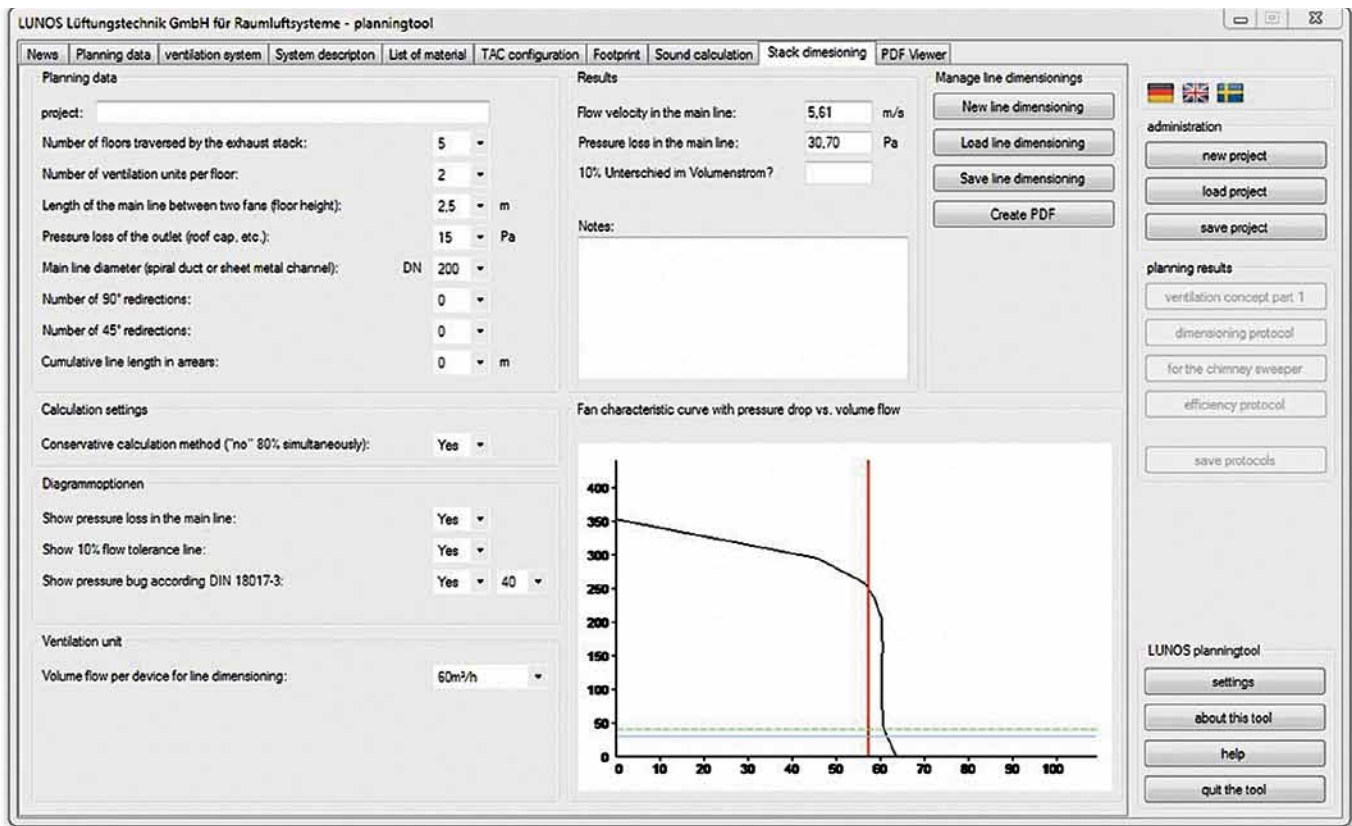 LUNOS Lüftungstechnik GmbH für Raumluftsysteme - planningtool
News Planning data ventilation system System descripton List of material TAC configuration Footprint Sound calculation Stack dimesioning PDF Viewer
Planning data
project:
Number of floors traversed by the exhaust stack: 5
Number of ventilation units per floor: 2
Length of the main line between two fans (floor height): 2,5 m
Pressure loss of the outlet (roof cap, etc.): 15 Pa
Main line diameter (spiral duct or sheet metal channel): DN 200
Number of 90° redirections: 0
Number of 45° redirections: 0
Cumulative line length in arrears: 0 m
Calculation settings
Conservative calculation method ("no" 80% simultaneously): Yes
Diagrammoptionen
Show pressure loss in the main line: Yes
Show 10% flow tolerance line: Yes
Show pressure bug according DIN 18017-3: Yes 40
Ventilation unit
Volume flow per device for line dimensioning: 60m³/h
Results
Flow velocity in the main line: 5,61 m/s
Pressure loss in the main line: 30,70 Pa
10% Unterschied im Volumenstrom?
Notes:
Manage line dimensionings
New line dimensioning
Load line dimensioning
Save line dimensioning
Create PDF
Fan characteristic curve with pressure drop vs. volume flow
400
350
300
250
200
150
100
50
0
0 10 20 30 40 50 60 70 80 90 100
administration
new project
load project
save project
planning results
ventilation concept part 1
dimensioning protocol
for the chimney sweeper
efficiency protocol
save protocols
LUNOS planningtool
settings
about this tool
help
quit the tool